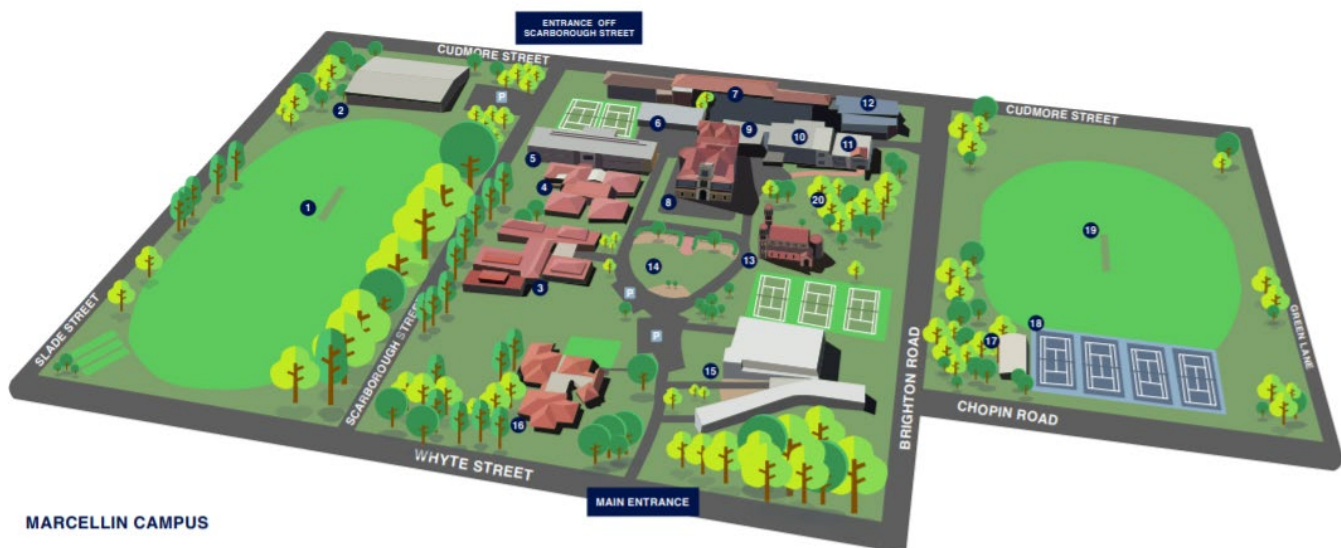 ENTRANCE OFF
SCARBOROUGH STREET
CUDMORE STREET
CUDMORE STREET
2
P
7
12
6
9
10
11
5
4
8
20
1
19
14
13
3
P
P
18
17
15
16
SLADE STREET
SCARBOROUGH STREET
BRIGHTON ROAD
GREEN LANE
CHOPIN ROAD
WHYTE STREET
MAIN ENTRANCE
MARCELLIN CAMPUS